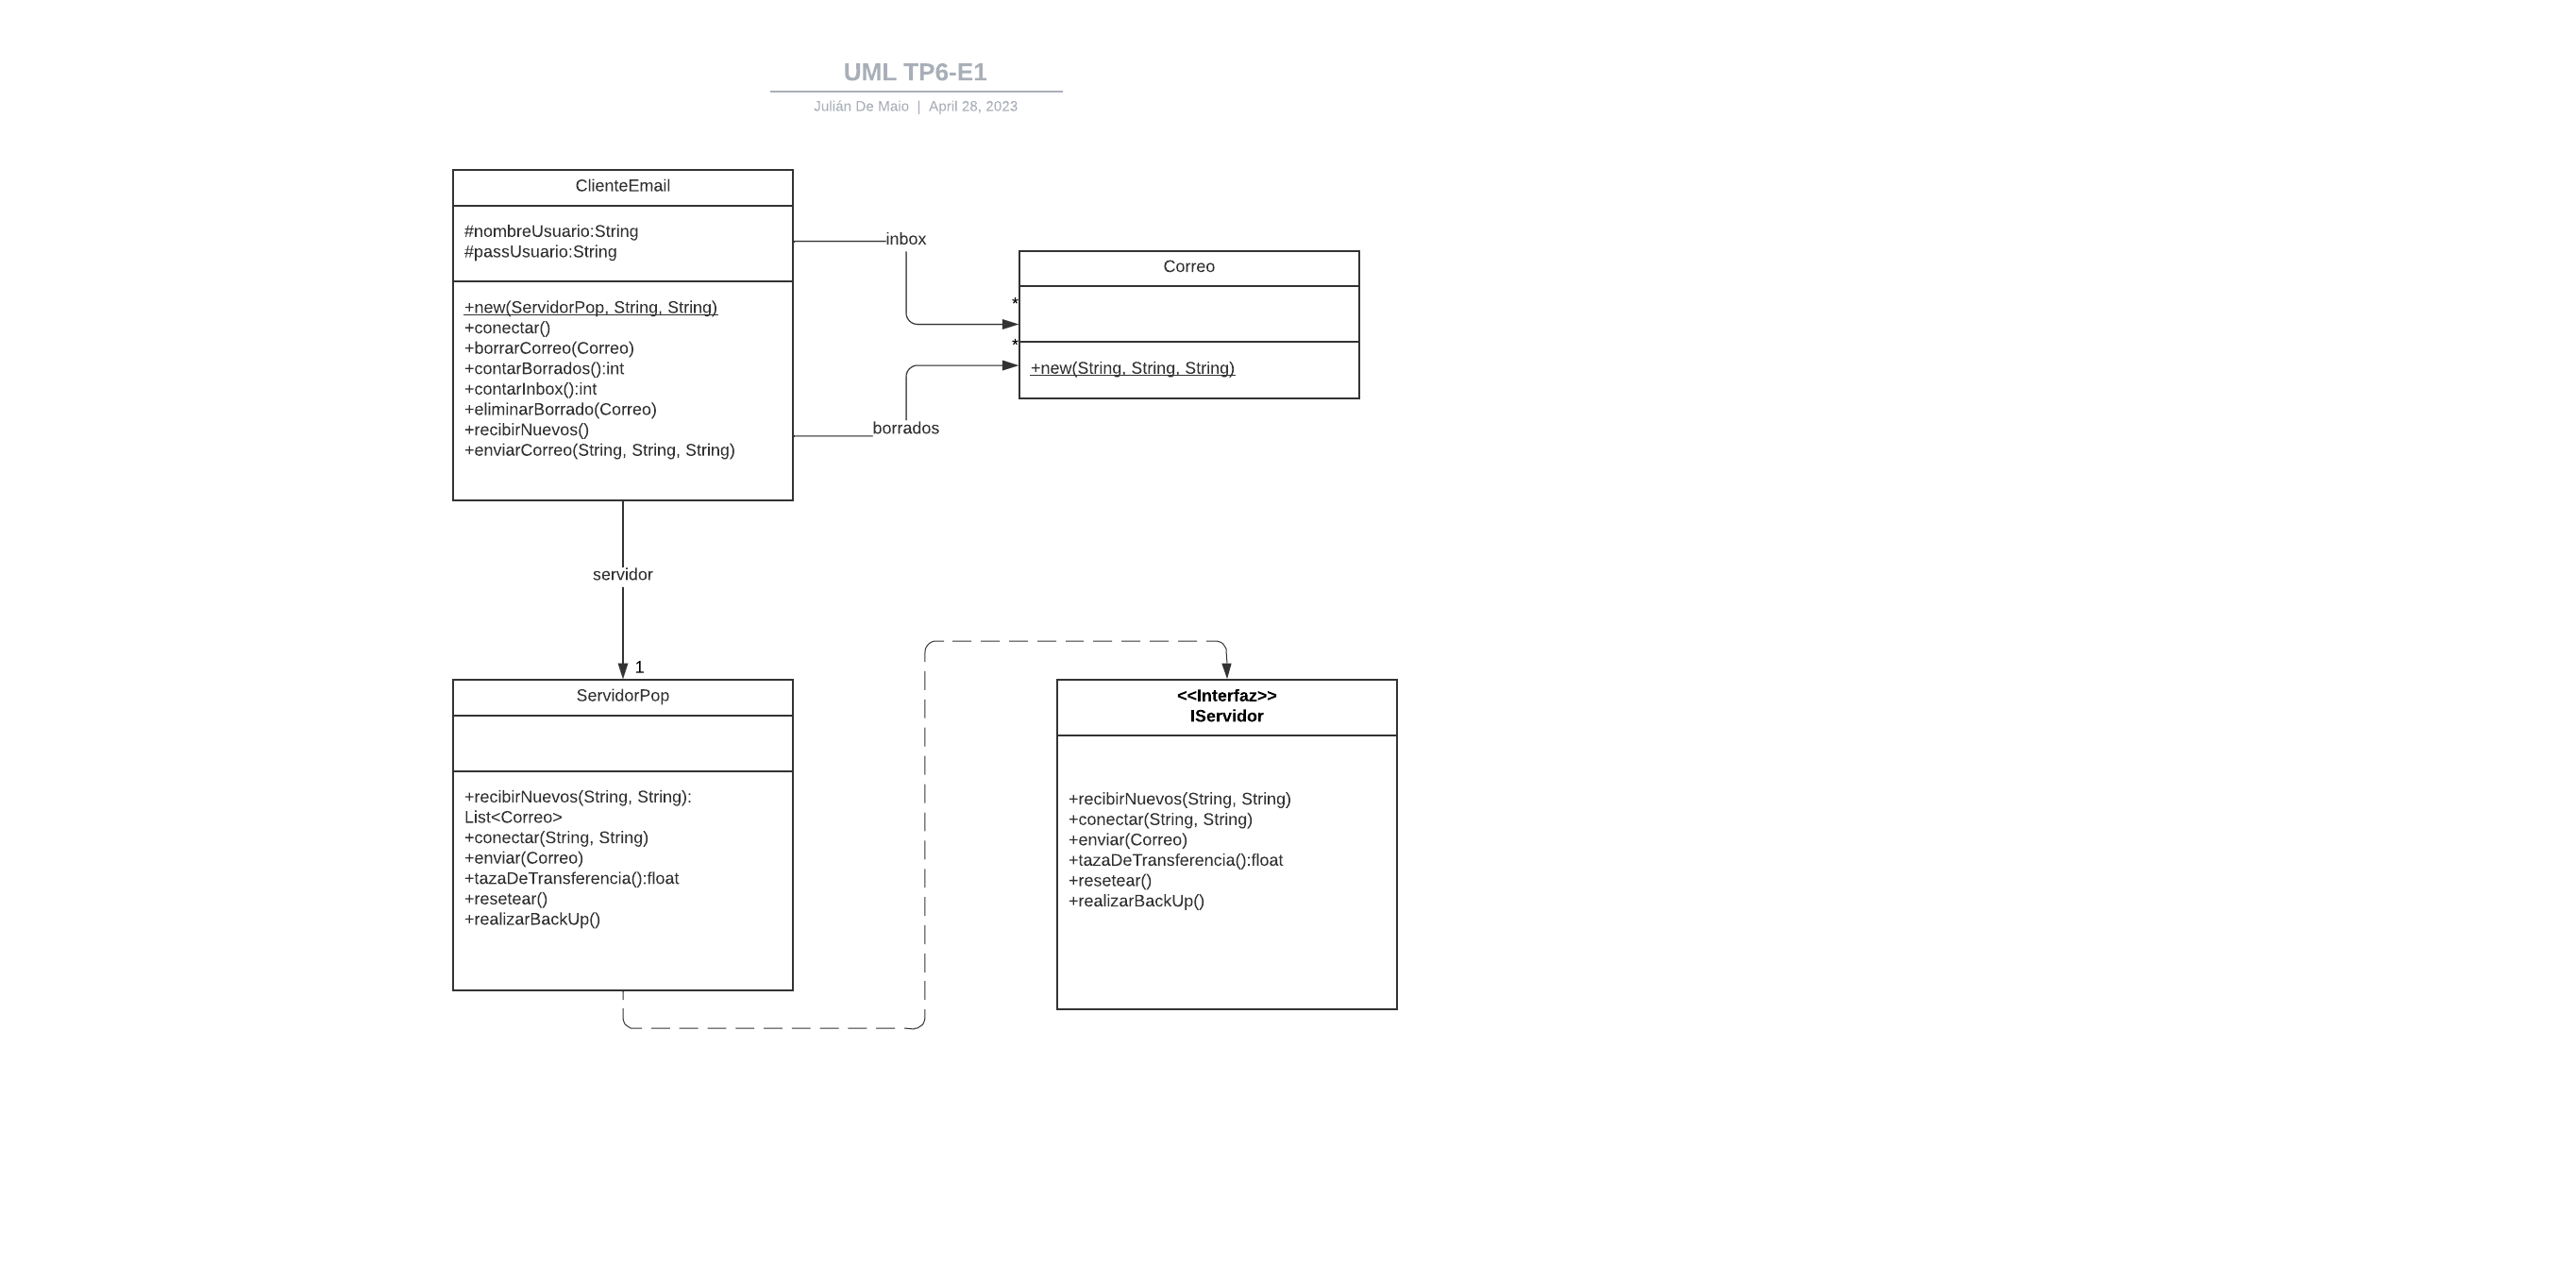 UML TP6-E1
Julián De Maio | April 28, 2023
ClienteEmail
#nombreUsuario:String
#passUsuario:String
+new(ServidorPop, String, String)
+conectar()
+borrarCorreo(Correo)
+contarBorrados():int
+contarInbox():int
+eliminarBorrado(Correo)
+recibirNuevos()
+enviarCorreo(String, String, String)
inbox
borrados
*
*
Correo
+new(String, String, String)
servidor
1
ServidorPop
+recibirNuevos(String, String):
List<Correo>
+conectar(String, String)
+enviar(Correo)
+tazaDeTransferencia():float
+resetear()
+realizarBackUp()
<<Interfaz>>
IServidor
+recibirNuevos(String, String)
+conectar(String, String)
+enviar(Correo)
+tazaDeTransferencia():float
+resetear()
+realizarBackUp()